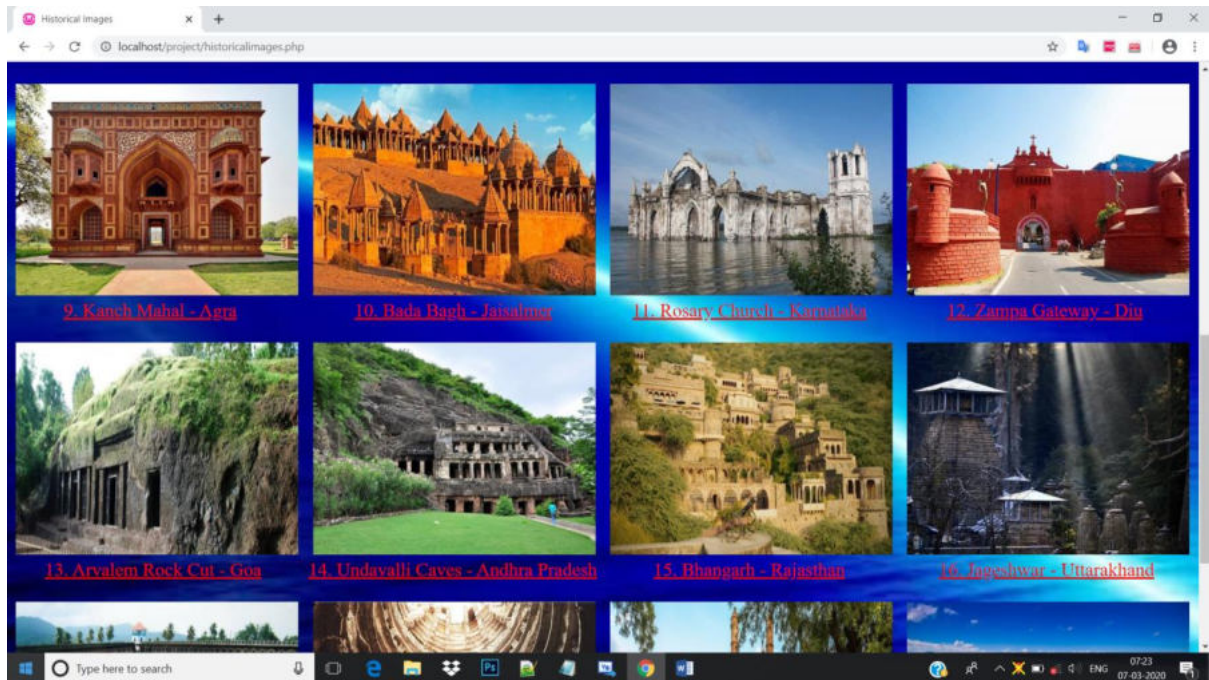 Historical Images
localhost/project/historicalimages.php
9. Kanch Mahal - Agra
10. Bada Bagh - Jaisalmer
11. Rosary Church - Karnataka
12. Zampa Gateway - Diu
13. Arvalem Rock Cut - Goa
14. Undavalli Caves - Andhra Pradesh
15. Bhangarh - Rajasthan
16. Jageshwar - Uttarakhand
Type here to search
Ps
ENG
07:23
07-03-2020